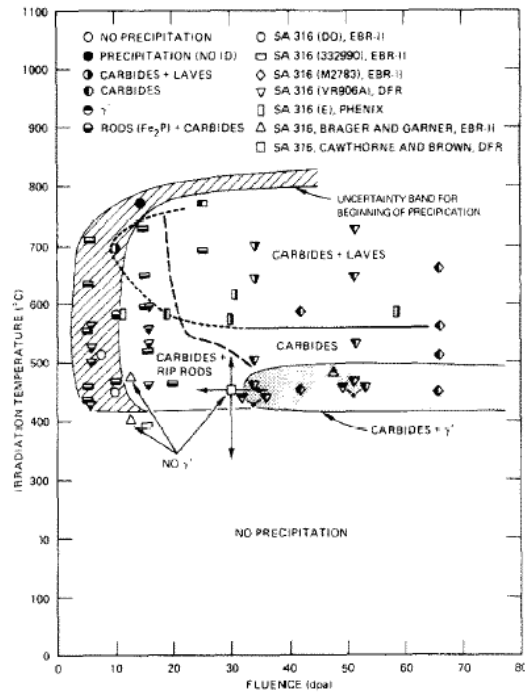 1100
1000
900
800
700
600
500
400
300
10
100
0
0 10 20 30 40 50 60 70
IRRADIATION TEMPERATURE (°C)
FLUENCE (dpa)
NO PRECIPITATION
PRECIPITATION (NO ID)
CARBIDES + LAVES
CARBIDES
γ'
RODS (Fe2P) + CARBIDES
SA 316 (DO), EBR-II
SA 316 (332990), EBR-II
SA 316 (M2783), EBR-II
SA 316 (VR906A), DFR
SA 316 (E), PHENIX
SA 316, BRAGER AND GARNER, EBR-II
SA 316, CAWTHORNE AND BROWN, DFR
UNCERTAINTY BAND FOR
BEGINNING OF PRECIPICATION
CARBIDES + LAVES
CARBIDES
CARBIDES +
RIP RODS
CARBIDES + γ'
NO γ'
NO PRECIPITATION